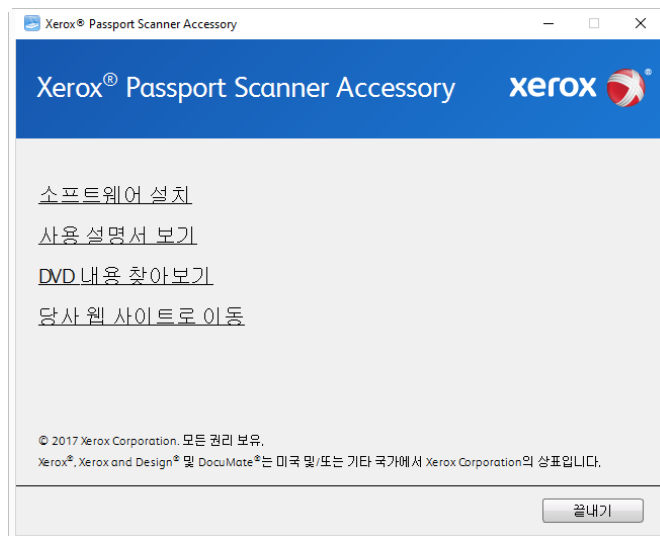 Xerox® Passport Scanner Accessory
Xerox® Passport Scanner Accessory
xerox®
소프트웨어 설치
사용 설명서 보기
DVD 내용 찾아보기
당사 웹 사이트로 이동
© 2017 Xerox Corporation. 모든 권리 보유.
Xerox®, Xerox and Design® 및 DocuMate®는 미국 및/또는 기타 국가에서 Xerox Corporation의 상표입니다.
끝내기